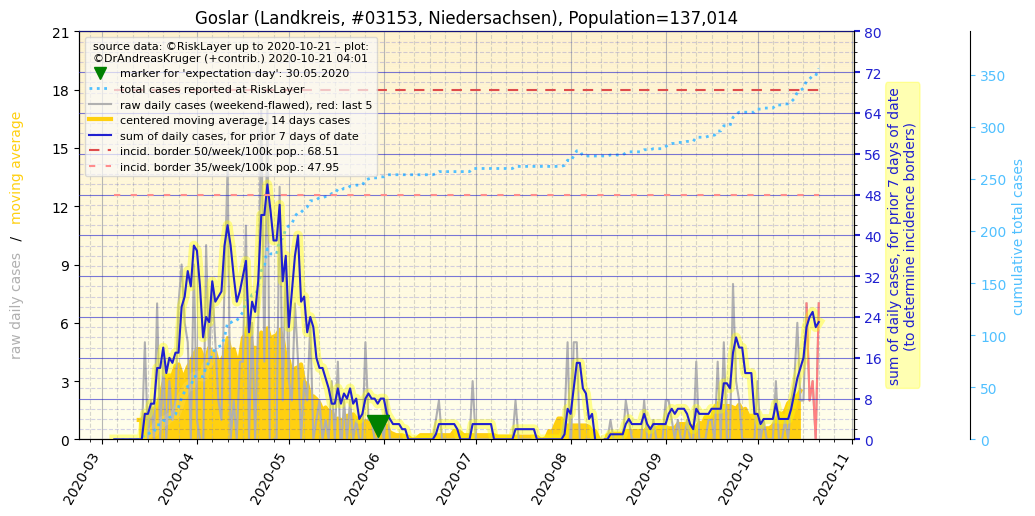 Goslar (Landkreis, #03153, Niedersachsen), Population=137,014
source data: ©RiskLayer up to 2020-10-21 – plot:
©DrAndreasKruger (+contrib.) 2020-10-21 04:01
marker for 'expectation day': 30.05.2020
total cases reported at RiskLayer
raw daily cases (weekend-flawed), red: last 5
centered moving average, 14 days cases
sum of daily cases, for prior 7 days of date
incid. border 50/week/100k pop.: 68.51
incid. border 35/week/100k pop.: 47.95
raw daily cases / moving average
21
18
15
12
9
6
3
0
2020-03
2020-04
2020-05
2020-06
2020-07
2020-08
2020-09
2020-10
2020-11
80
72
64
56
48
40
32
24
16
8
0
sum of daily cases, for prior 7 days of date
(to determine, incidence borders)
350
300
250
200
150
100
50
0
cumulative total cases